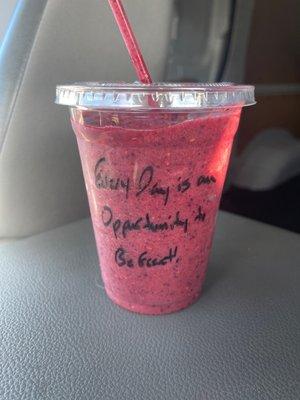 Every Day is an
Opportunity to
Be Great!